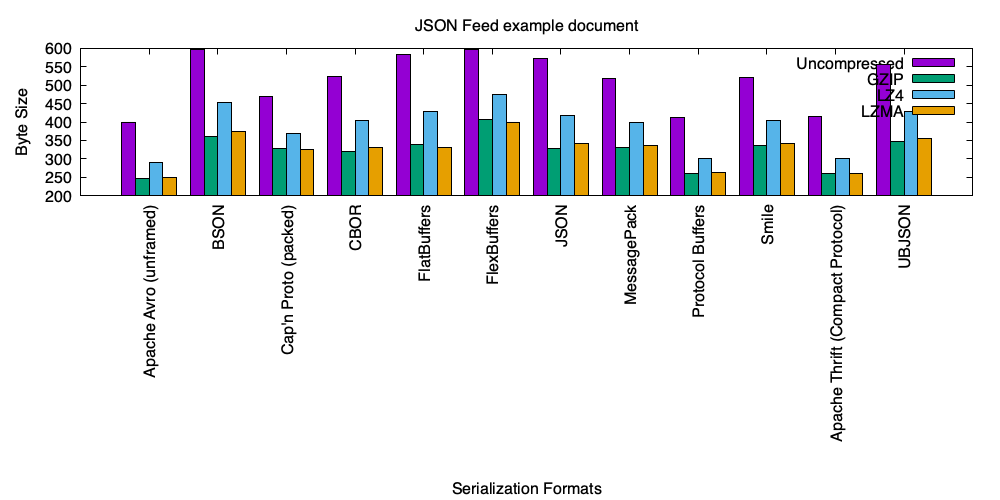 JSON Feed example document
600
550
500
450
400
350
300
250
200
Byte Size
Uncompressed
GZIP
LZ4
LZMA
Apache Avro (unframed)
BSON
Cap'n Proto (packed)
CBOR
FlatBuffers
FlexBuffers
JSON
MessagePack
Protocol Buffers
Smile
Apache Thrift (Compact Protocol)
UBJSON
Serialization Formats